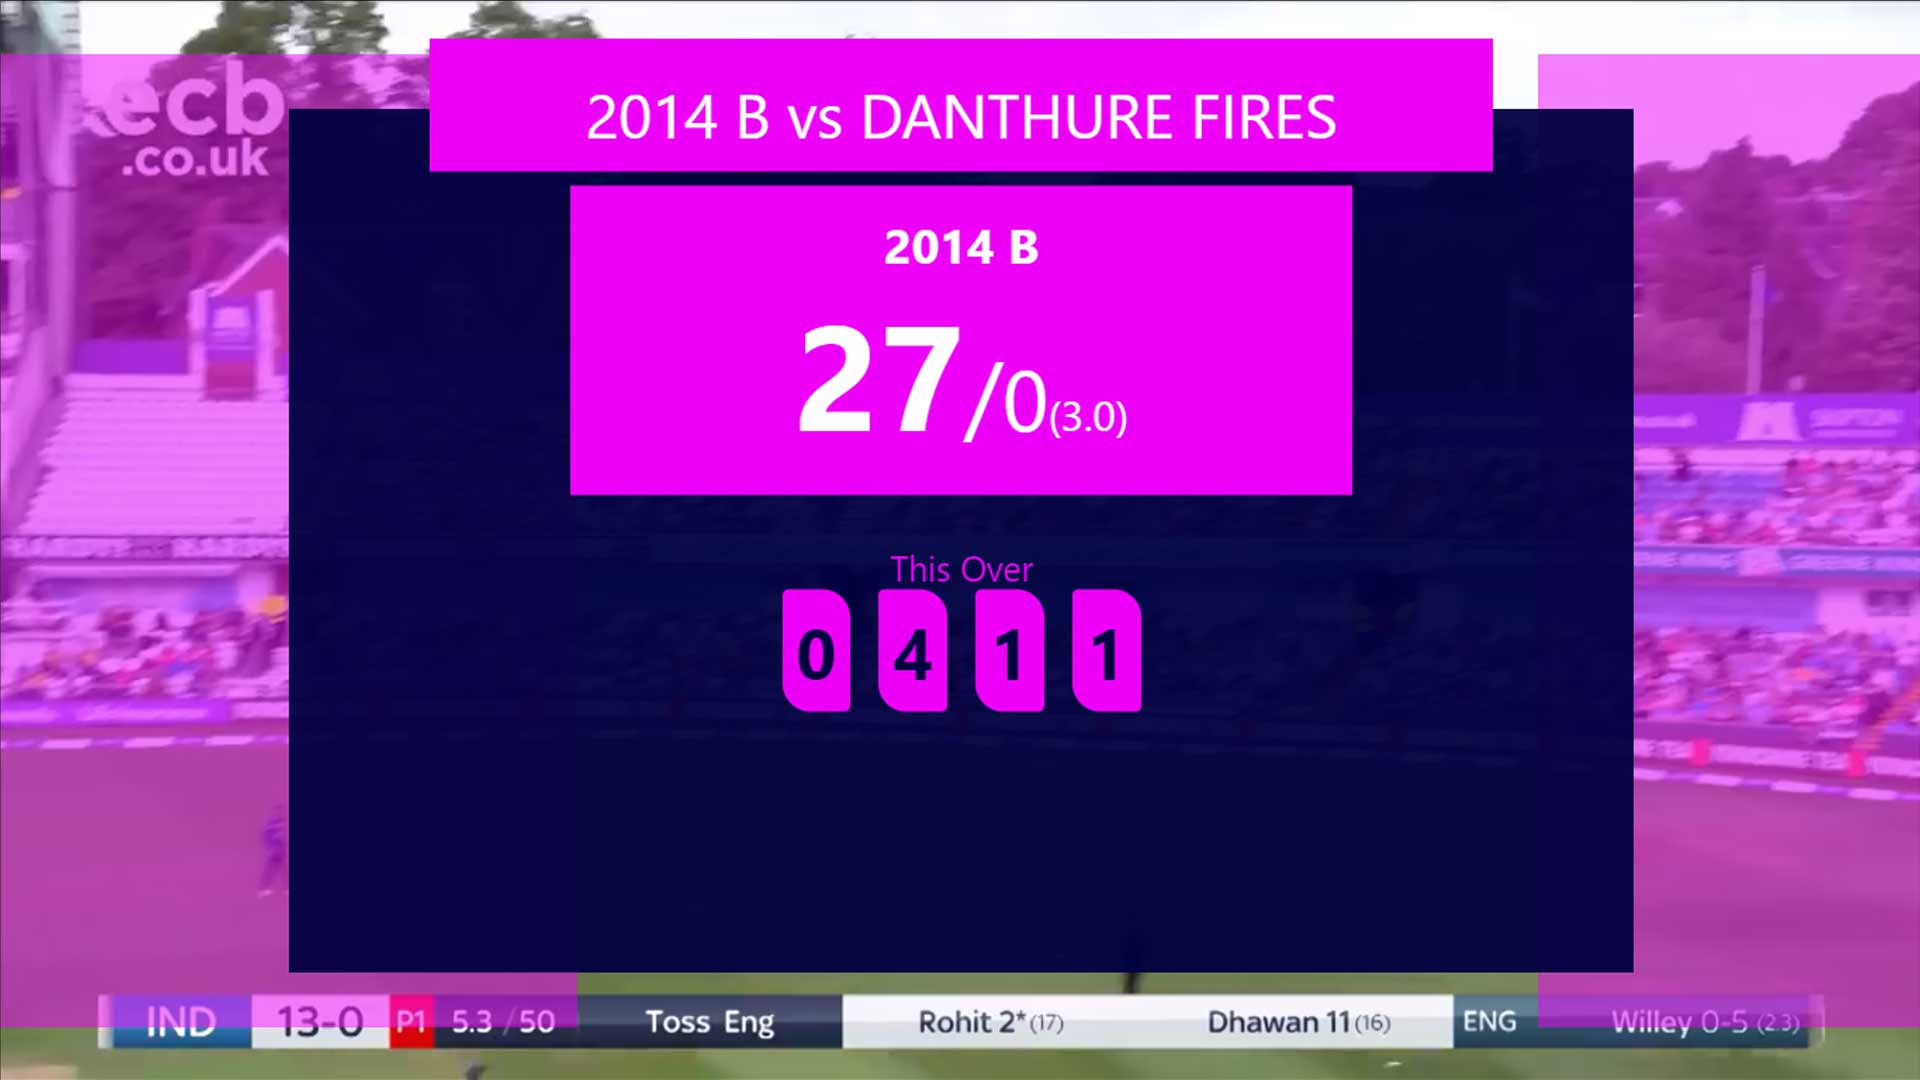 ecb
.co.uk
2014 B vs DANTHURE FIRES
2014 B
27/0(3.0)
This Over
0 4 1 1
IND 13-0 P1 5.3 / 50 Toss Eng Rohit 2*(17) Dhawan 11(16) ENG Willey 0-5 (2.3)